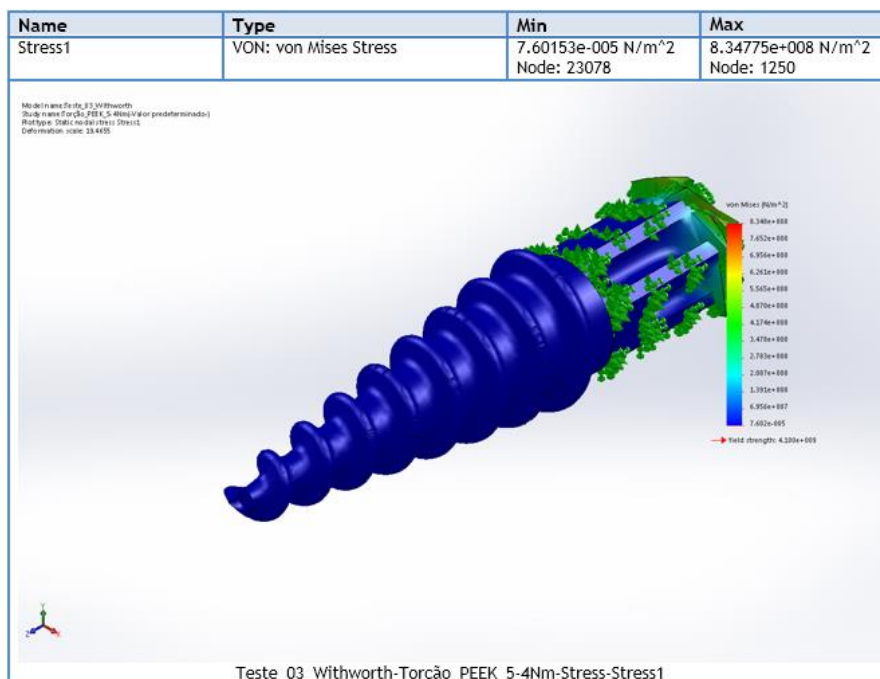 Name Type Min Max
Stress1 VON: von Mises Stress 7.60153e-005 N/m^2 8.34775e+008 N/m^2
Node: 23078 Node: 1250
Model name:Teste_03_Withworth
Study name:Torção_PEEK_5-4Nm(-Valor predeterminado-)
Plot type: Static nodal stress Stress1
Deformation scale: 19.4655
von Mises (N/m^2)
8.348e+008
7.652e+008
6.956e+008
6.261e+008
5.565e+008
4.870e+008
4.174e+008
3.478e+008
2.783e+008
2.087e+008
1.391e+008
6.956e+007
7.602e-005
Yield strength:
Y
Z X
Teste_03_Withworth-Torção_PEEK_5-4Nm-Stress-Stress1